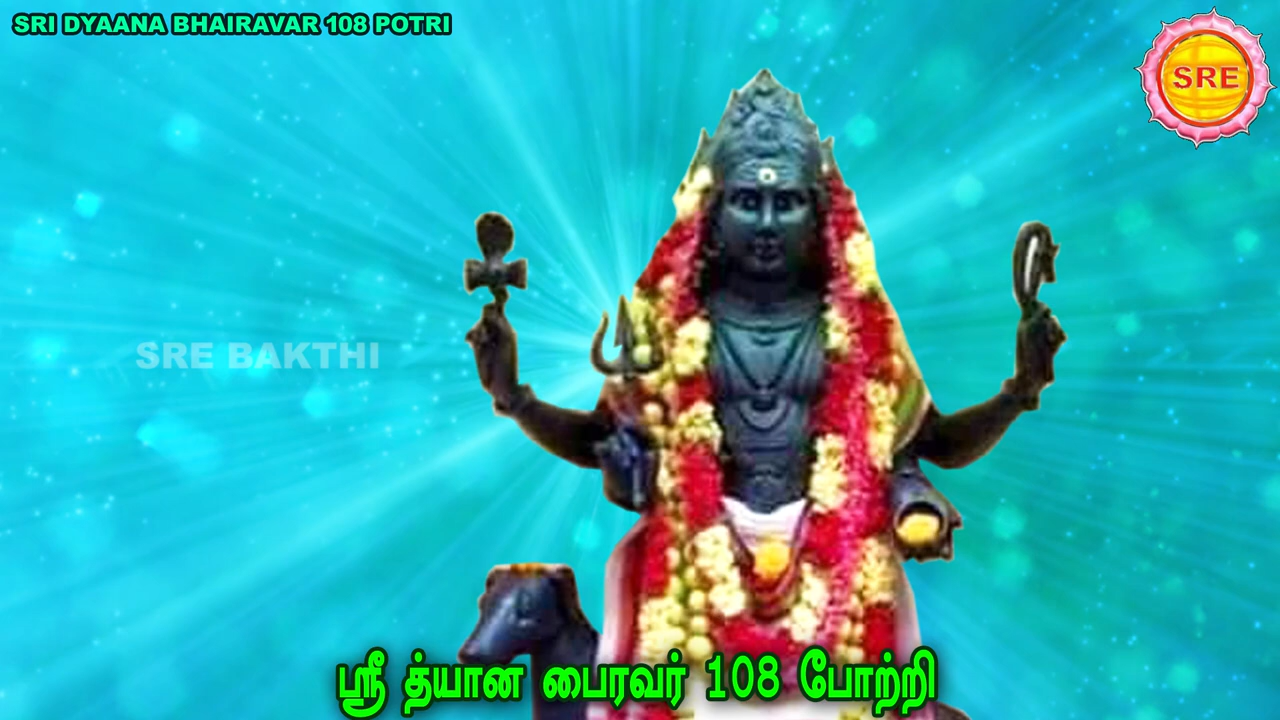 SRI DYAANA BHAIRAVAR 108 POTRI
SRE
SRE BAKTHI
ஸ்ரீ த்யான பைரவர் 108 போற்றி